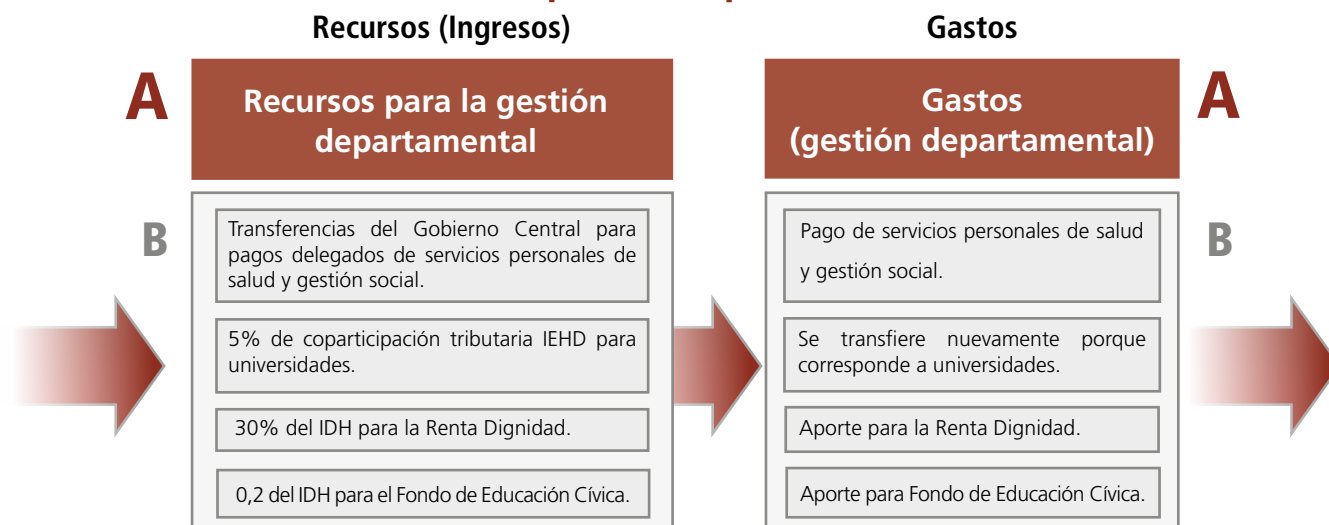 Recursos (Ingresos)
Gastos
A
Recursos para la gestión
departamental
Gastos
(gestión departamental)
A
B
Transferencias del Gobierno Central para
pagos delegados de servicios personales de
salud y gestión social.
5% de coparticipación tributaria IEHD para
universidades.
30% del IDH para la Renta Dignidad.
0,2 del IDH para el Fondo de Educación Cívica.
Pago de servicios personales de salud
y gestión social.
Se transfiere nuevamente porque
corresponde a universidades.
Aporte para la Renta Dignidad.
Aporte para Fondo de Educación Cívica.
B